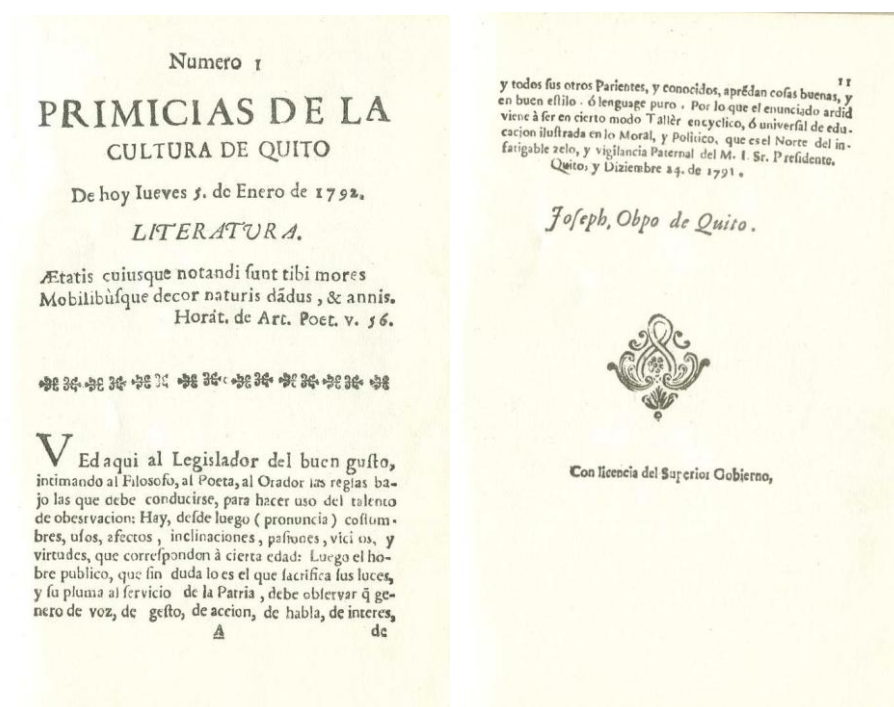 Numero 1
PRIMICIAS DE LA
CULTURA DE QUITO
De hoy Iueves 5. de Enero de 1792.
LITERATURA.
Ætatis cuiusque notandi ſunt tibi mores
Mobilibùſque decor naturis dādus, & annis.
Horát. de Art. Poet. v. 56.
VEd aqui al Legislador del buen guſto,
intimando al Filoſofo, al Poeta, al Orador las reglas ba-
jo las que debe conducirse, para hacer uso del talento
de obesrvacion: Hay, deſde luego ( pronuncia ) coſtum-
bres, uſos, afectos, inclinaciones, paſiones, vici os, y
virtudes, que correſpondon à cierta edad: Luego el ho-
bre publico, que ſin duda lo es el que ſacrifica ſus luces,
y ſu pluma al ſervicio de la Patria, debe obſervar q̃ ge-
nero de voz, de geſto, de accion, de habla, de interes,
A de
11
y todos ſus otros Parientes, y conocidos, aprēdan coſas buenas, y
en buen eſtilo. ó lenguage puro. Por lo que el enunciado ardid
viene à ſer en cierto modo Tallèr encyclico, ó univerſal de edu-
cacion iluſtrada en lo Moral, y Politico, que es el Norte del in-
fatigable zelo, y vigilancia Paternal del M. I. Sr. Preſidente.
Quito, y Diziembre 24. de 1791.
Joſeph, Obpo de Quito.
Con licencia del Superior Gobierno,